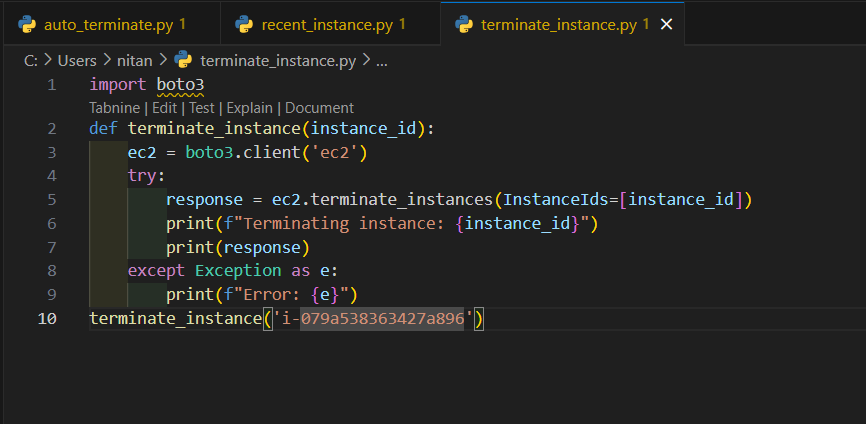 auto_terminate.py 1 recent_instance.py 1 terminate_instance.py 1
C: > Users > nitan > terminate_instance.py > ...
1 import boto3
Tabnine | Edit | Test | Explain | Document
2 def terminate_instance(instance_id):
3     ec2 = boto3.client('ec2')
4     try:
5         response = ec2.terminate_instances(InstanceIds=[instance_id])
6         print(f"Terminating instance: {instance_id}")
7         print(response)
8     except Exception as e:
9         print(f"Error: {e}")
10 terminate_instance('i-079a538363427a896')